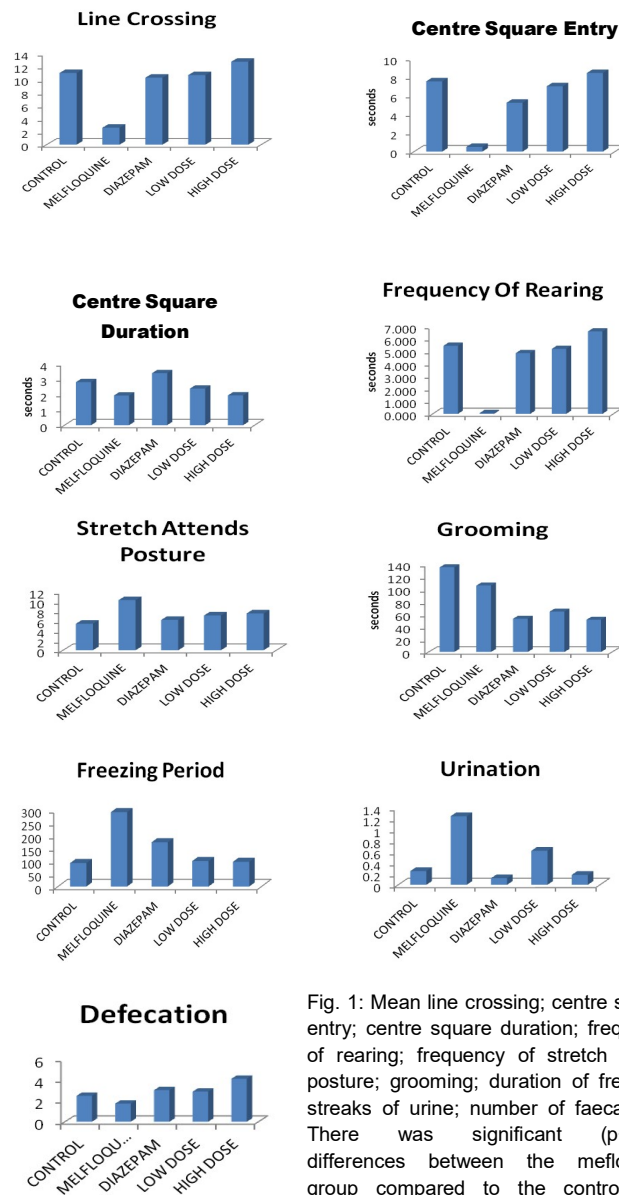 Line Crossing
14
12
10
8
6
4
2
0
CONTROL
MELFLOQUINE
DIAZEPAM
LOW DOSE
HIGH DOSE
Centre Square Entry
seconds
10
8
6
4
2
0
CONTROL
MELFLOQUINE
DIAZEPAM
LOW DOSE
HIGH DOSE
Centre Square
Duration
seconds
4
3
2
1
0
CONTROL
MELFLOQUINE
DIAZEPAM
LOW DOSE
HIGH DOSE
Frequency Of Rearing
seconds
7.000
6.000
5.000
4.000
3.000
2.000
1.000
0.000
CONTROL
MELFLOQUINE
DIAZEPAM
LOW DOSE
HIGH DOSE
Stretch Attends
Posture
12
10
8
6
4
2
0
CONTROL
MELFLOQUINE
DIAZEPAM
LOW DOSE
HIGH DOSE
Grooming
seconds
140
120
100
80
60
40
20
0
CONTROL
MELFLOQUINE
DIAZEPAM
LOW DOSE
HIGH DOSE
Freezing Period
300
250
200
150
100
50
0
CONTROL
MELFLOQUINE
DIAZEPAM
LOW DOSE
HIGH DOSE
Urination
1.4
1.2
1
0.8
0.6
0.4
0.2
0
CONTROL
MELFLOQUINE
DIAZEPAM
LOW DOSE
HIGH DOSE
Defecation
6
4
2
0
CONTROL
MELFLOQU...
DIAZEPAM
LOW DOSE
HIGH DOSE
Fig. 1: Mean line crossing; centre s
entry; centre square duration; freq
of rearing; frequency of stretch
posture; grooming; duration of fre
streaks of urine; number of faeca
There was significant (p
differences between the meflo
group compared to the contro